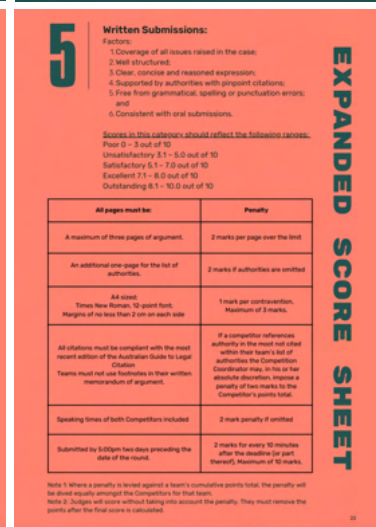 5
Written Submissions:
Factors:
1. Coverage of all issues raised in the case;
2. Well structured;
3. Clear, concise and reasoned expression;
4. Supported by authorities with pinpoint citations;
5. Free from grammatical, spelling or punctuation errors;
and
6. Consistent with oral submissions.
Scores in this category should reflect the following ranges:
Poor 0 – 3 out of 10
Unsatisfactory 3.1 – 5.0 out of 10
Satisfactory 5.1 – 7.0 out of 10
Excellent 7.1 – 8.0 out of 10
Outstanding 8.1 – 10.0 out of 10
EXPANDED SCORE SHEET
All pages must be:
Penalty
A maximum of three pages of argument.
2 marks per page over the limit
An additional one-page for the list of
authorities.
2 marks if authorities are omitted
A4 sized;
Times New Roman, 12-point font;
Margins of no less than 2 cm on each side
1 mark per contravention.
Maximum of 3 marks.
All citations must be compliant with the most
recent edition of the Australian Guide to Legal
Citation
Teams must not use footnotes in their written
memorandum of argument.
If a competitor references
authority in the moot not cited
within their team's list of
authorities the Competition
Coordinator may, in his or her
absolute discretion, impose a
penalty of two marks to the
Competitor's points total.
Speaking times of both Competitors included
2 mark penalty if omitted
Submitted by 5:00pm two days preceding the
date of the round.
2 marks for every 10 minutes
after the deadline (or part
thereof), Maximum of 10 marks.
Note 1: Where a penalty is levied against a team's cumulative points total, the penalty will
be dived equally amongst the Competitors for that team.
Note 2: Judges will score without taking into account the penalty. They must remove the
points after the final score is calculated.